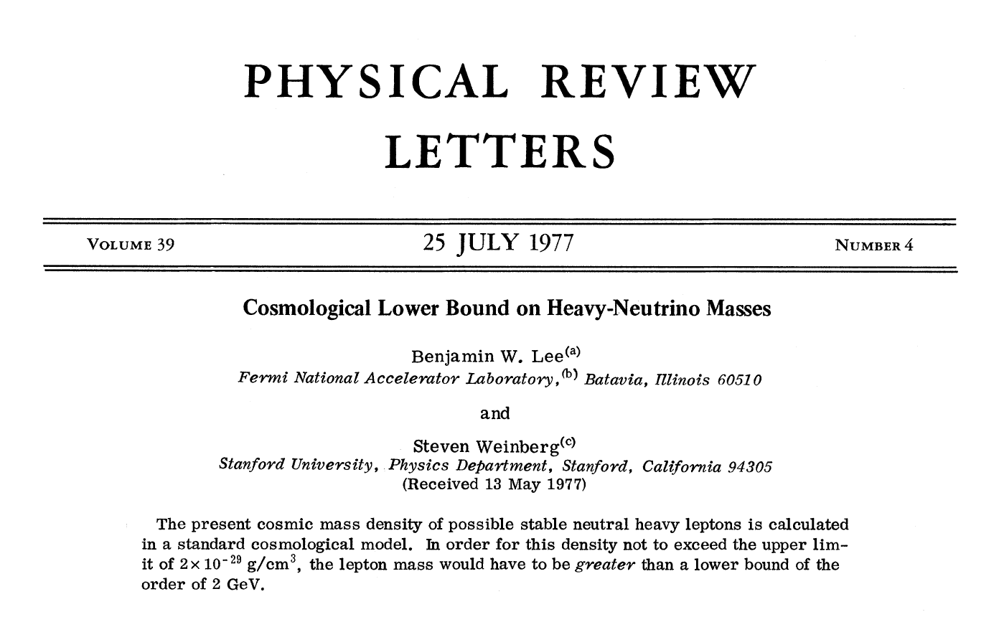 PHYSICAL REVIEW
LETTERS
VOLUME 39
25 JULY 1977
NUMBER 4
Cosmological Lower Bound on Heavy-Neutrino Masses
Benjamin W. Lee(a)
Fermi National Accelerator Laboratory,(b) Batavia, Illinois 60510
and
Steven Weinberg(c)
Stanford University, Physics Department, Stanford, California 94305
(Received 13 May 1977)
The present cosmic mass density of possible stable neutral heavy leptons is calculated
in a standard cosmological model. In order for this density not to exceed the upper lim-
it of 2×10⁻²⁹ g/cm³, the lepton mass would have to be greater than a lower bound of the
order of 2 GeV.